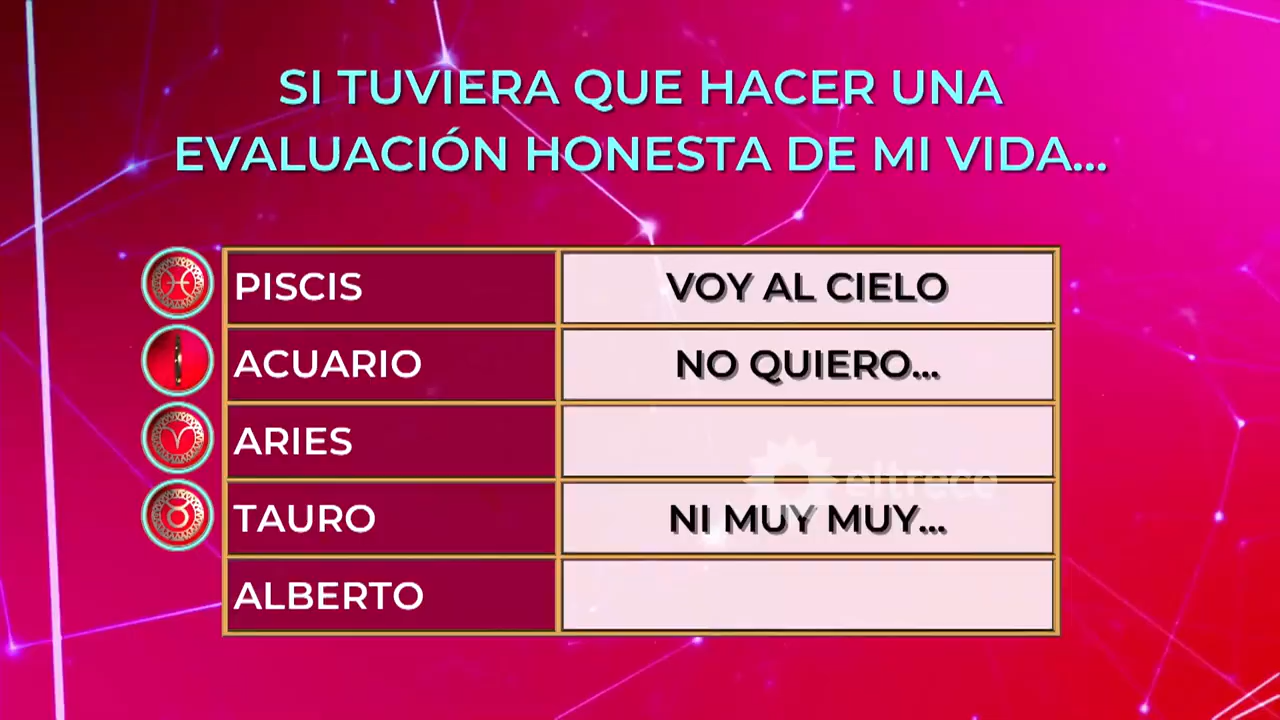 SI TUVIERA QUE HACER UNA
EVALUACIÓN HONESTA DE MI VIDA...
PISCIS VOY AL CIELO
ACUARIO NO QUIERO...
ARIES
eltrece
TAURO NI MUY MUY...
ALBERTO